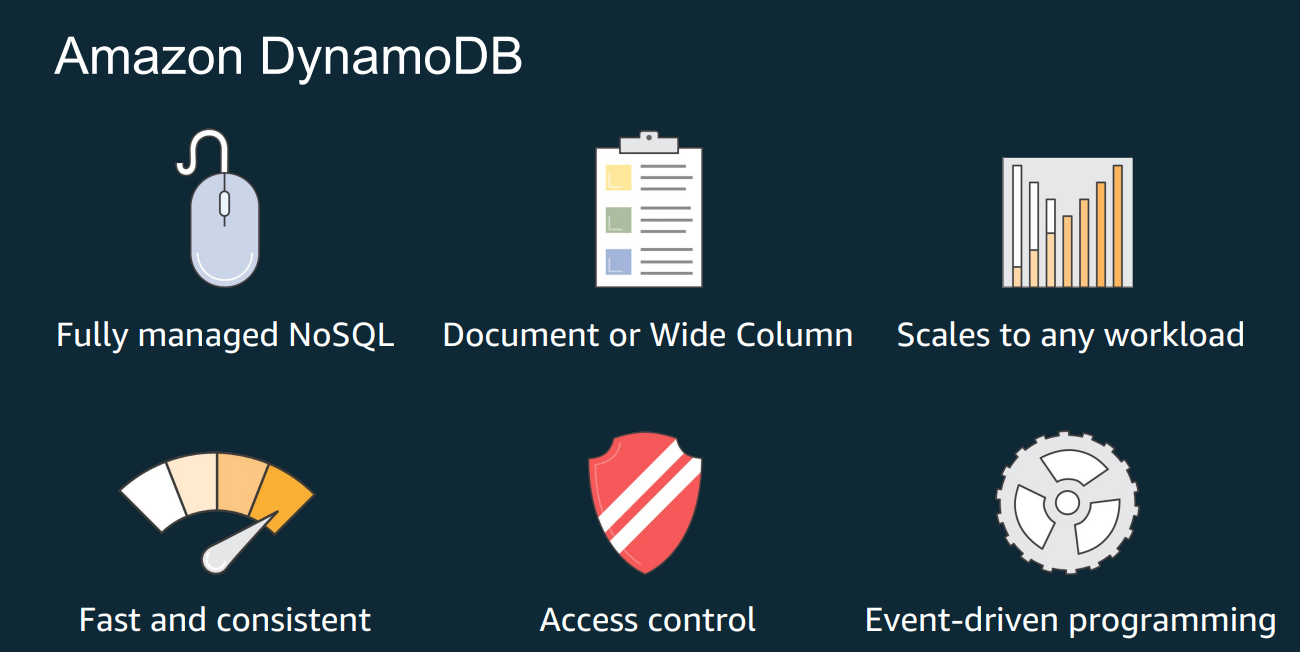 Amazon DynamoDB
Fully managed NoSQL
Document or Wide Column
Scales to any workload
Fast and consistent
Access control
Event-driven programming